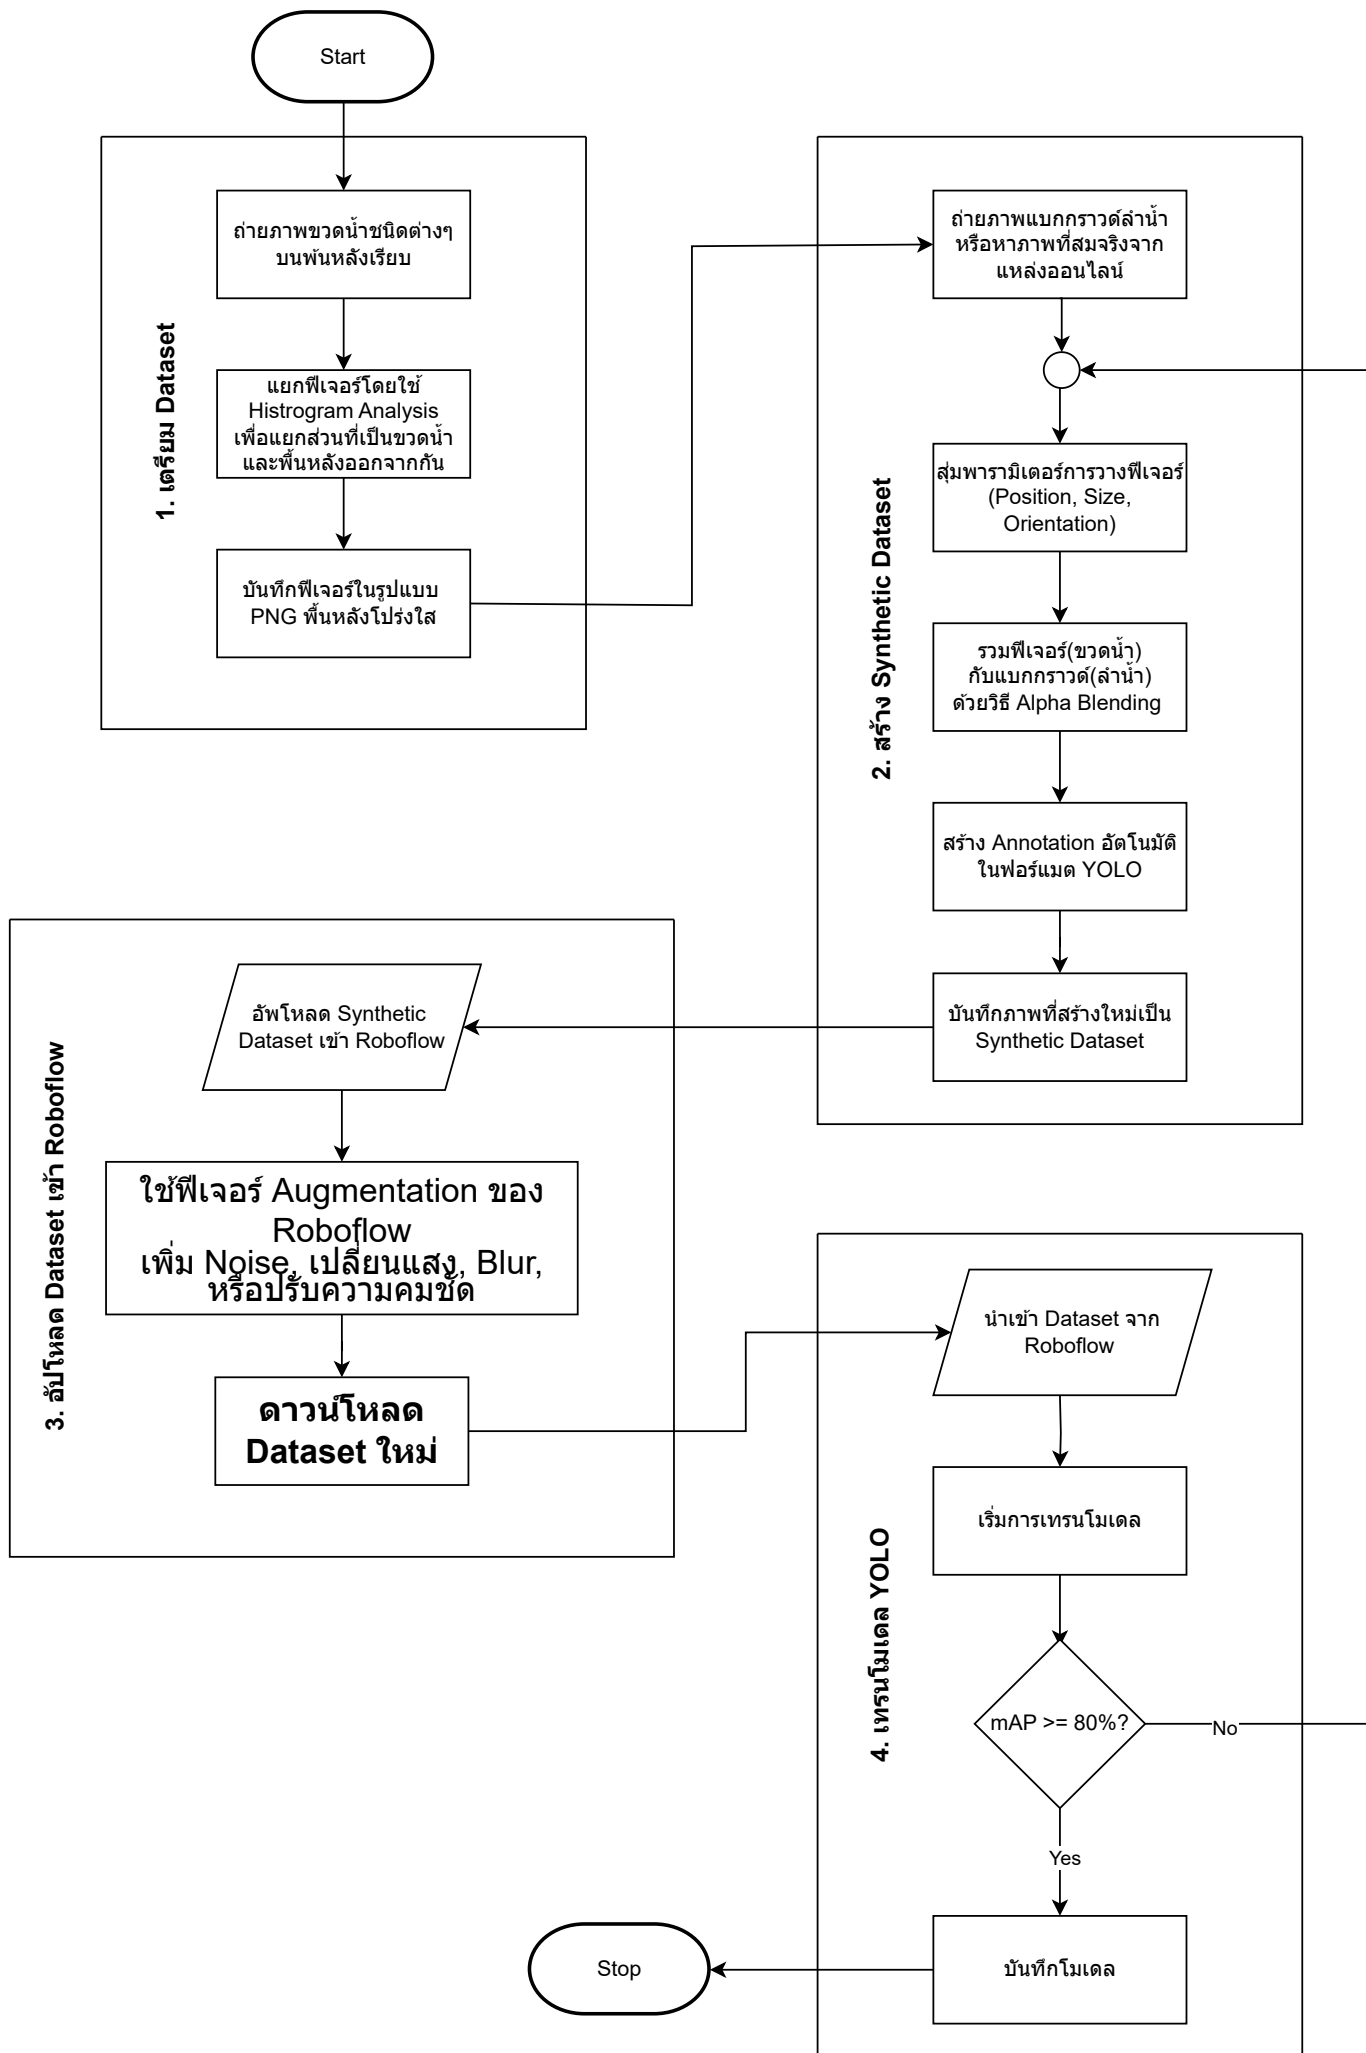 Start
1. เตรียม Dataset
ถ่ายภาพขวดน้ำชนิดต่างๆ
บนพ้นหลังเรียบ
แยกฟีเจอร์โดยใช้
Histrogram Analysis
เพื่อแยกส่วนที่เป็นขวดน้ำ
และพื้นหลังออกจากกัน
บันทึกฟีเจอร์ในรูปแบบ
PNG พื้นหลังโปร่งใส
2. สร้าง Synthetic Dataset
ถ่ายภาพแบกกราวด์ลำน้ำ
หรือหาภาพที่สมจริงจาก
แหล่งออนไลน์
สุ่มพารามิเตอร์การวางฟีเจอร์
(Position, Size,
Orientation)
รวมฟีเจอร์(ขวดน้ำ)
กับแบกกราวด์(ลำน้ำ)
ด้วยวิธี Alpha Blending
สร้าง Annotation อัตโนมัติ
ในฟอร์แมต YOLO
บันทึกภาพที่สร้างใหม่เป็น
Synthetic Dataset
3. อัปโหลด Dataset เข้า Roboflow
อัพโหลด Synthetic
Dataset เข้า Roboflow
ใช้ฟีเจอร์ Augmentation ของ
Roboflow
เพิ่ม Noise, เปลี่ยนแสง, Blur,
หรือปรับความคมชัด
ดาวน์โหลด
Dataset ใหม่
4. เทรนโมเดล YOLO
นำเข้า Dataset จาก
Roboflow
เริ่มการเทรนโมเดล
mAP >= 80%?
No
Yes
บันทึกโมเดล
Stop